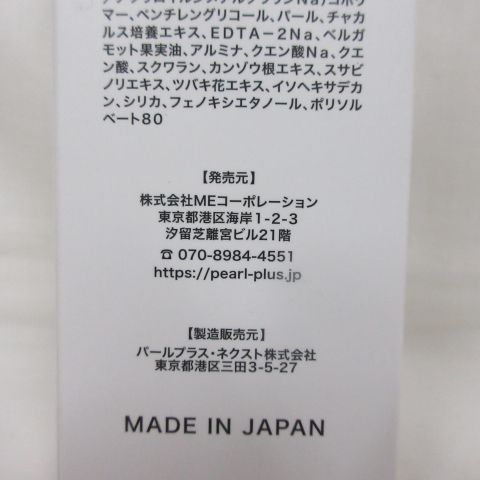 マー、ペンチレングリコール、パール、チャカ
ルス培養エキス、EDTA-2Na、ベルガ
モット果実油、アルミナ、クエン酸Na、クエ
ン酸、スクワラン、カンゾウ根エキス、スサビ
ノリエキス、ツバキ花エキス、イソヘキサデカ
ン、シリカ、フェノキシエタノール、ポリソル
ベート80
【発売元】
株式会社MEコーポレーション
東京都港区海岸1-2-3
汐留芝離宮ビル21階
☎ 070-8984-4551
https://pearl-plus.jp
【製造販売元】
パールプラス・ネクスト株式会社
東京都港区三田3-5-27
MADE IN JAPAN